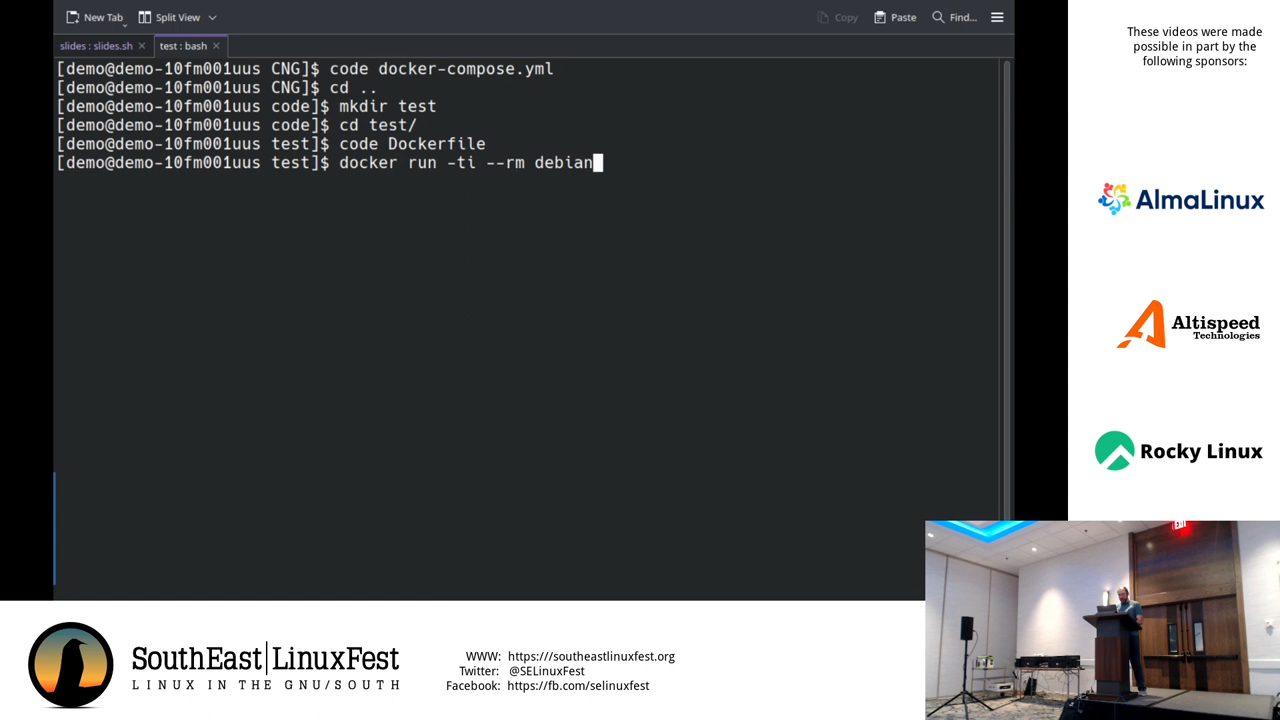 New Tab
Split View
Copy
Paste
Find...
slides : slides.sh
test : bash
[demo@demo-10fm001uus CNG]$ code docker-compose.yml
[demo@demo-10fm001uus CNG]$ cd ..
[demo@demo-10fm001uus code]$ mkdir test
[demo@demo-10fm001uus code]$ cd test/
[demo@demo-10fm001uus test]$ code Dockerfile
[demo@demo-10fm001uus test]$ docker run -ti --rm debian
These videos were made
possible in part by the
following sponsors:
AlmaLinux
Altispeed
Technologies
Rocky Linux
SouthEast LinuxFest
LINUX IN THE GNU/SOUTH
WWW: https:///southeastlinuxfest.org
Twitter: @SELinuxFest
Facebook: https://fb.com/selinuxfest